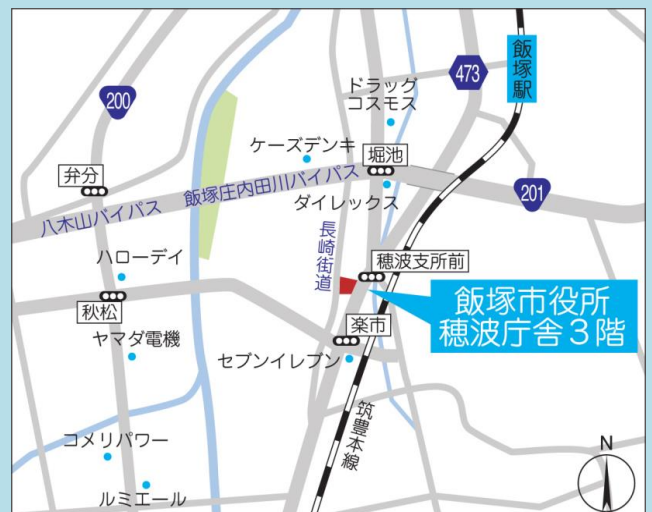 飯塚駅
473
ドラッグ
コスモス
200
ケーズデンキ
堀池
弁分
八木山バイパス
飯塚庄内田川バイパス
201
ダイレックス
長崎街道
穂波支所前
ハローデイ
飯塚市役所
穂波庁舎3階
秋松
楽市
ヤマダ電機
セブンイレブン
筑豊本線
コメリパワー
N
ルミエール